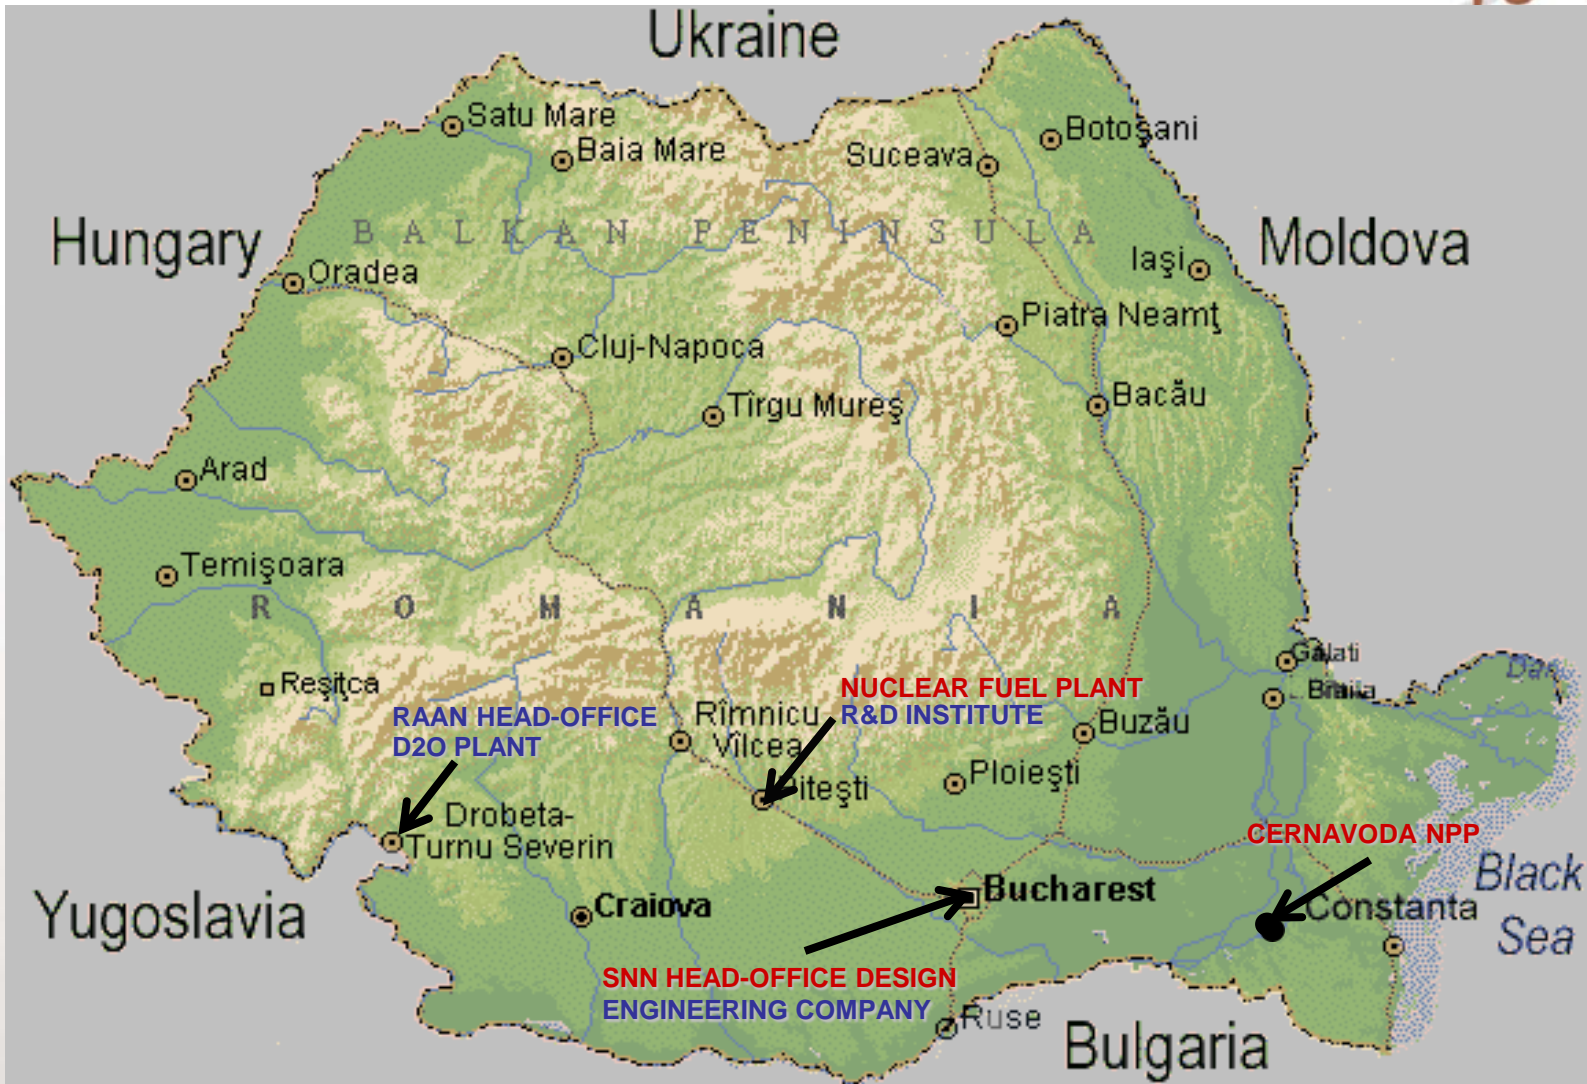 Ukraine
Satu Mare
Baia Mare
Suceava
Botoşani
BALKAN PENINSULA
Hungary
Moldova
Iaşi
Oradea
Piatra Neamţ
Cluj-Napoca
Tîrgu Mureş
Bacău
Arad
Temişoara
ROMANIA
Galati
Braila
Reşiţca
NUCLEAR FUEL PLANT
R&D INSTITUTE
RAAN HEAD-OFFICE
D2O PLANT
Rîmnicu
Vîlcea
Buzău
Ploieşti
Piteşti
Drobeta-
Turnu Severin
CERNAVODA NPP
Black
Sea
Bucharest
Yugoslavia
Craiova
Constanta
SNN HEAD-OFFICE DESIGN
ENGINEERING COMPANY
Ruse
Bulgaria